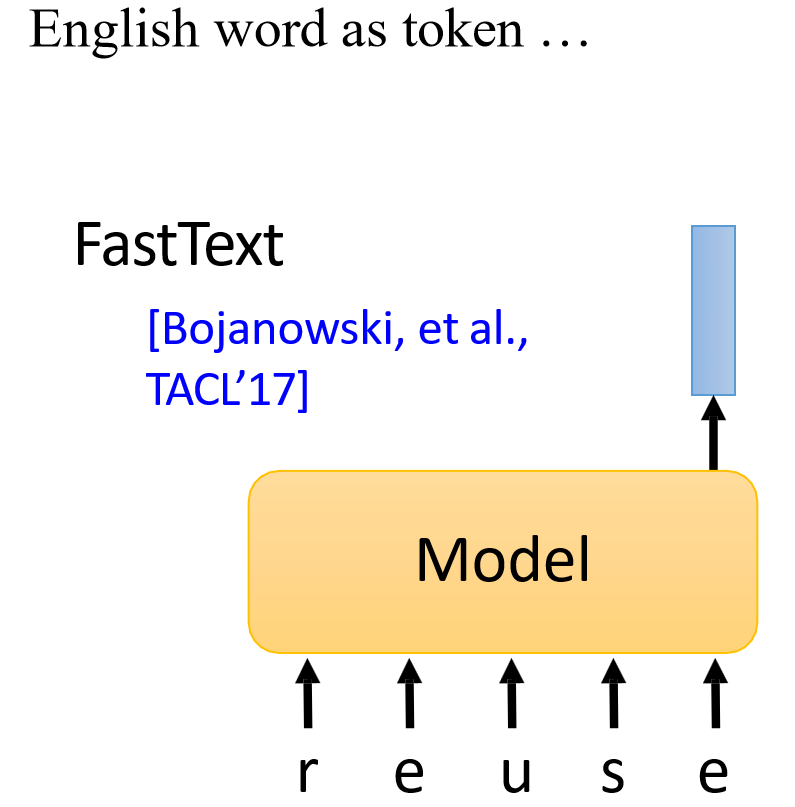 English word as token …
FastText
[Bojanowski, et al.,
TACL’17]
Model
r e u s e